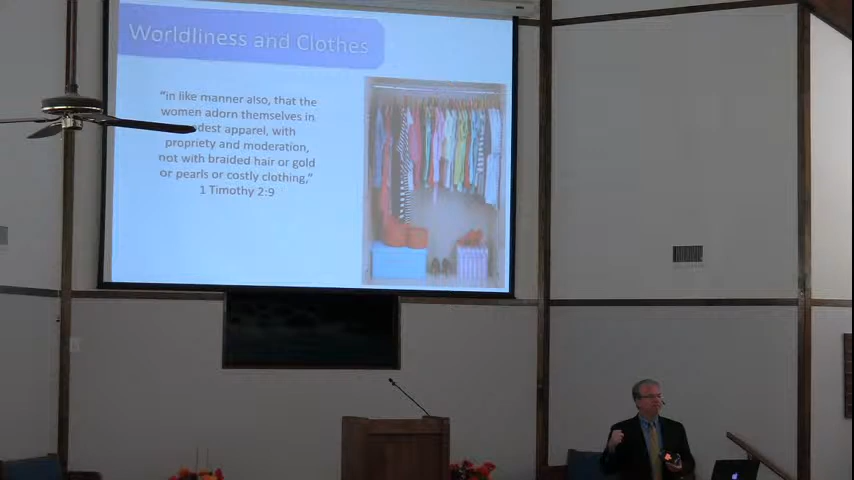 Worldliness and Clothes
"in like manner also, that the
women adorn themselves in
apparel, with
propriety and moderation,
not with braided hair or gold
or pearls or costly clothing,"
1 Timothy 2:9